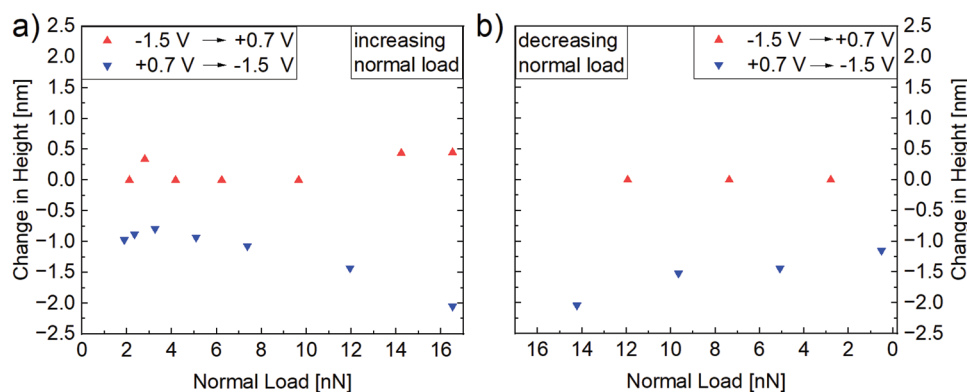 a)
-1.5 V → +0.7 V
+0.7 V → -1.5 V
increasing
normal load
Change in Height [nm]
2.5
2.0
1.5
1.0
0.5
0.0
−0.5
−1.0
−1.5
−2.0
−2.5
0 2 4 6 8 10 12 14 16
Normal Load [nN]
b)
decreasing
normal load
-1.5 V → +0.7 V
+0.7 V → -1.5 V
2.5
2.0
1.5
1.0
0.5
0.0
−0.5
−1.0
−1.5
−2.0
−2.5
Change in Height [nm]
16 14 12 10 8 6 4 2 0
Normal Load [nN]